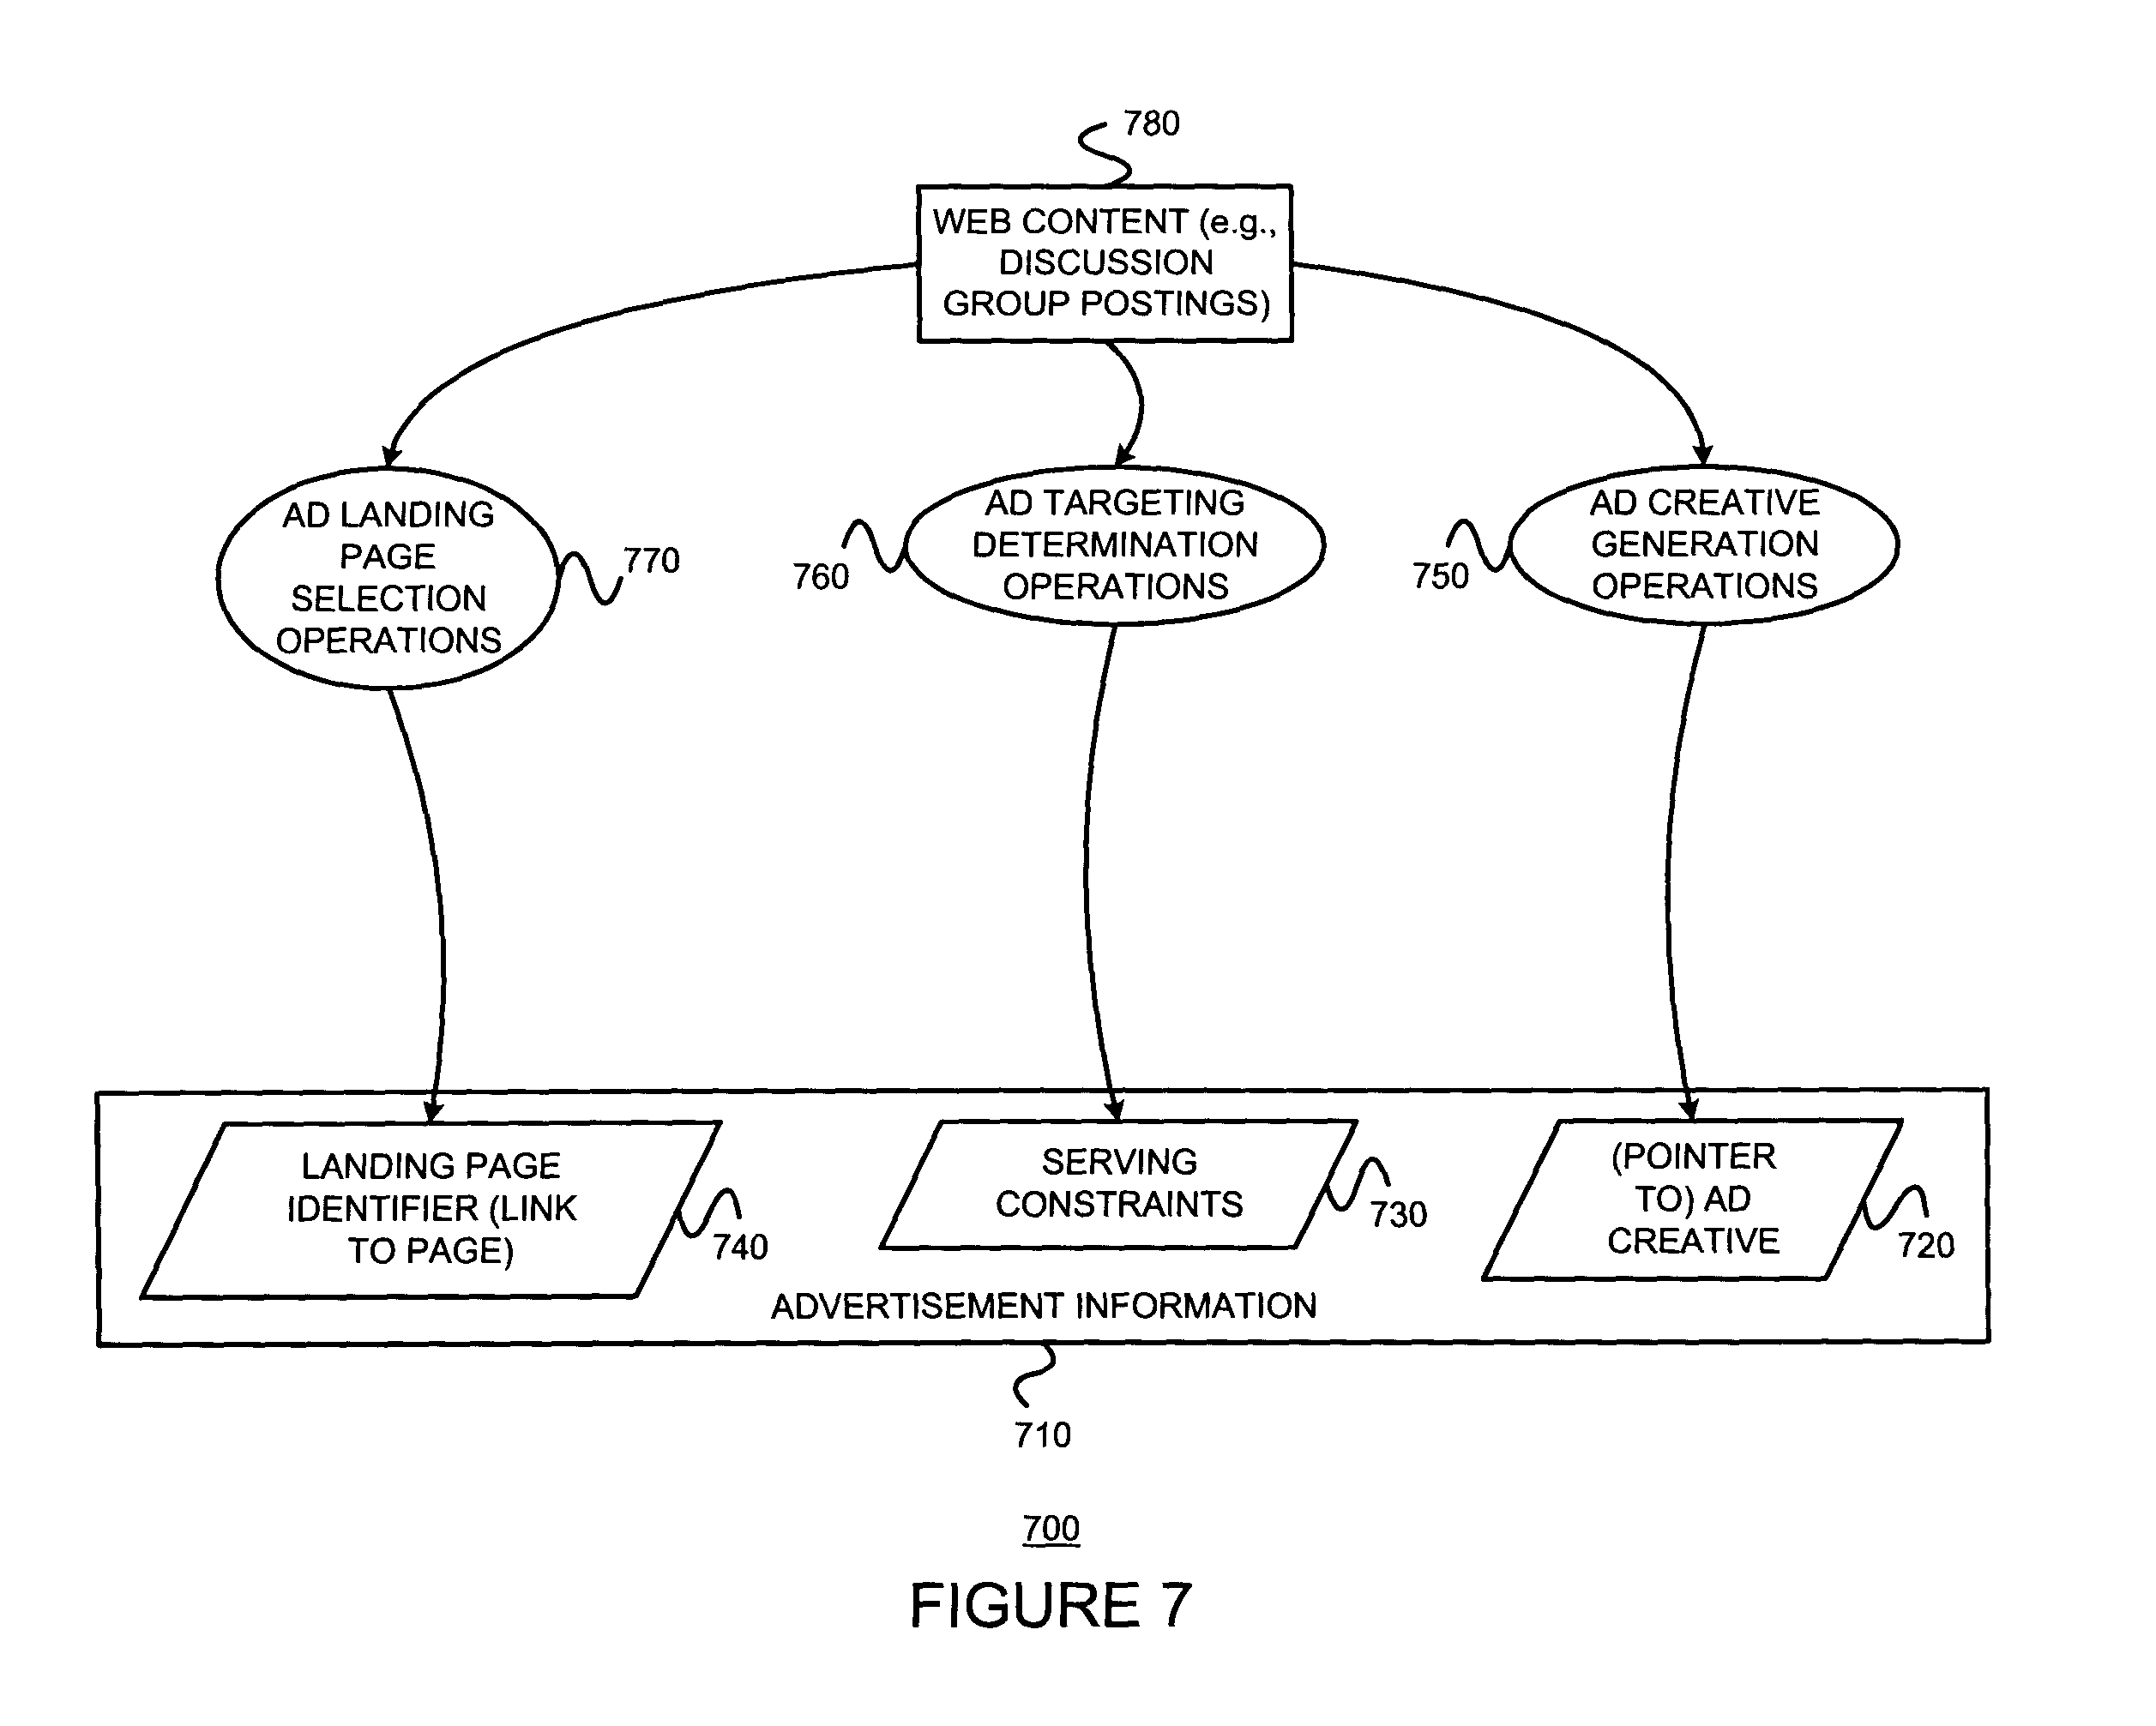 780
WEB CONTENT (e.g.,
DISCUSSION
GROUP POSTINGS)
AD LANDING
PAGE
SELECTION
OPERATIONS
770
AD TARGETING
DETERMINATION
OPERATIONS
760
AD CREATIVE
GENERATION
OPERATIONS
750
LANDING PAGE
IDENTIFIER (LINK
TO PAGE)
740
SERVING
CONSTRAINTS
730
(POINTER
TO) AD
CREATIVE
720
ADVERTISEMENT INFORMATION
710
700
FIGURE 7